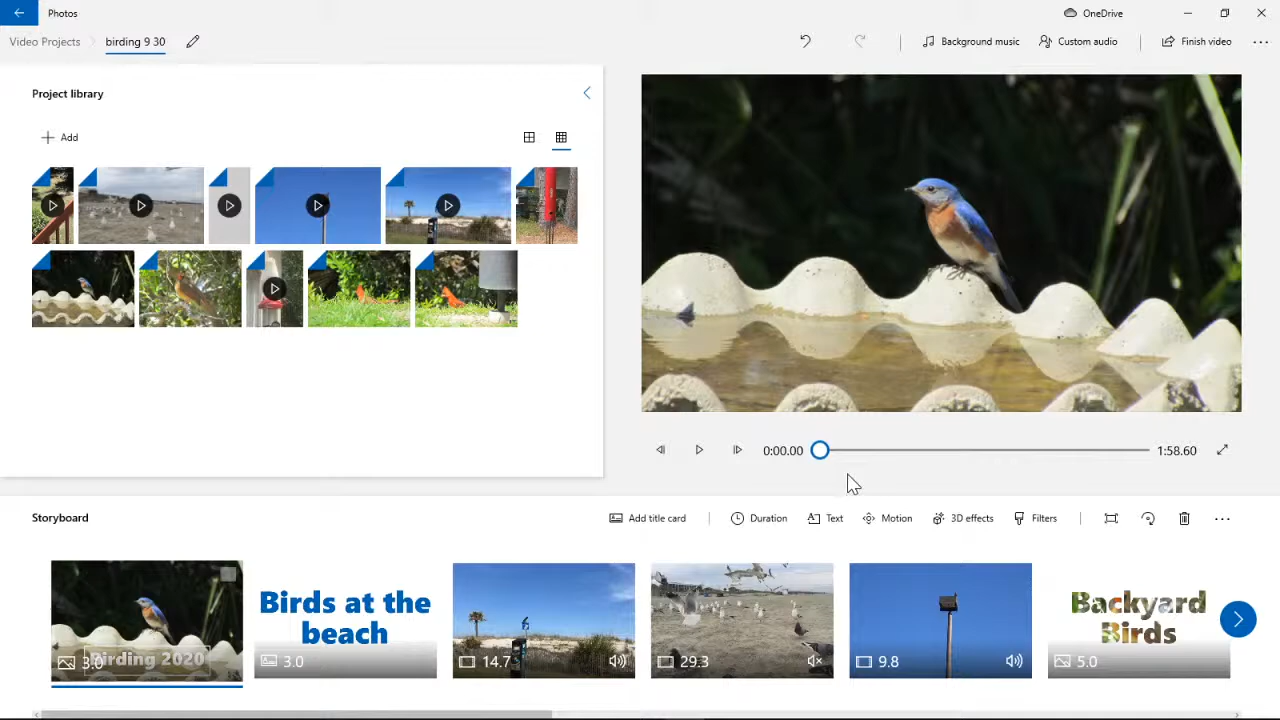 Photos
OneDrive
Video Projects
birding 9 30
Background music
Custom audio
Finish video
Project library
Add
0:00.00
1:58.60
Storyboard
Add title card
Duration
Text
Motion
3D effects
Filters
Birding 2020
3.0
Birds at the
beach
3.0
14.7
29.3
9.8
Backyard
Birds
5.0